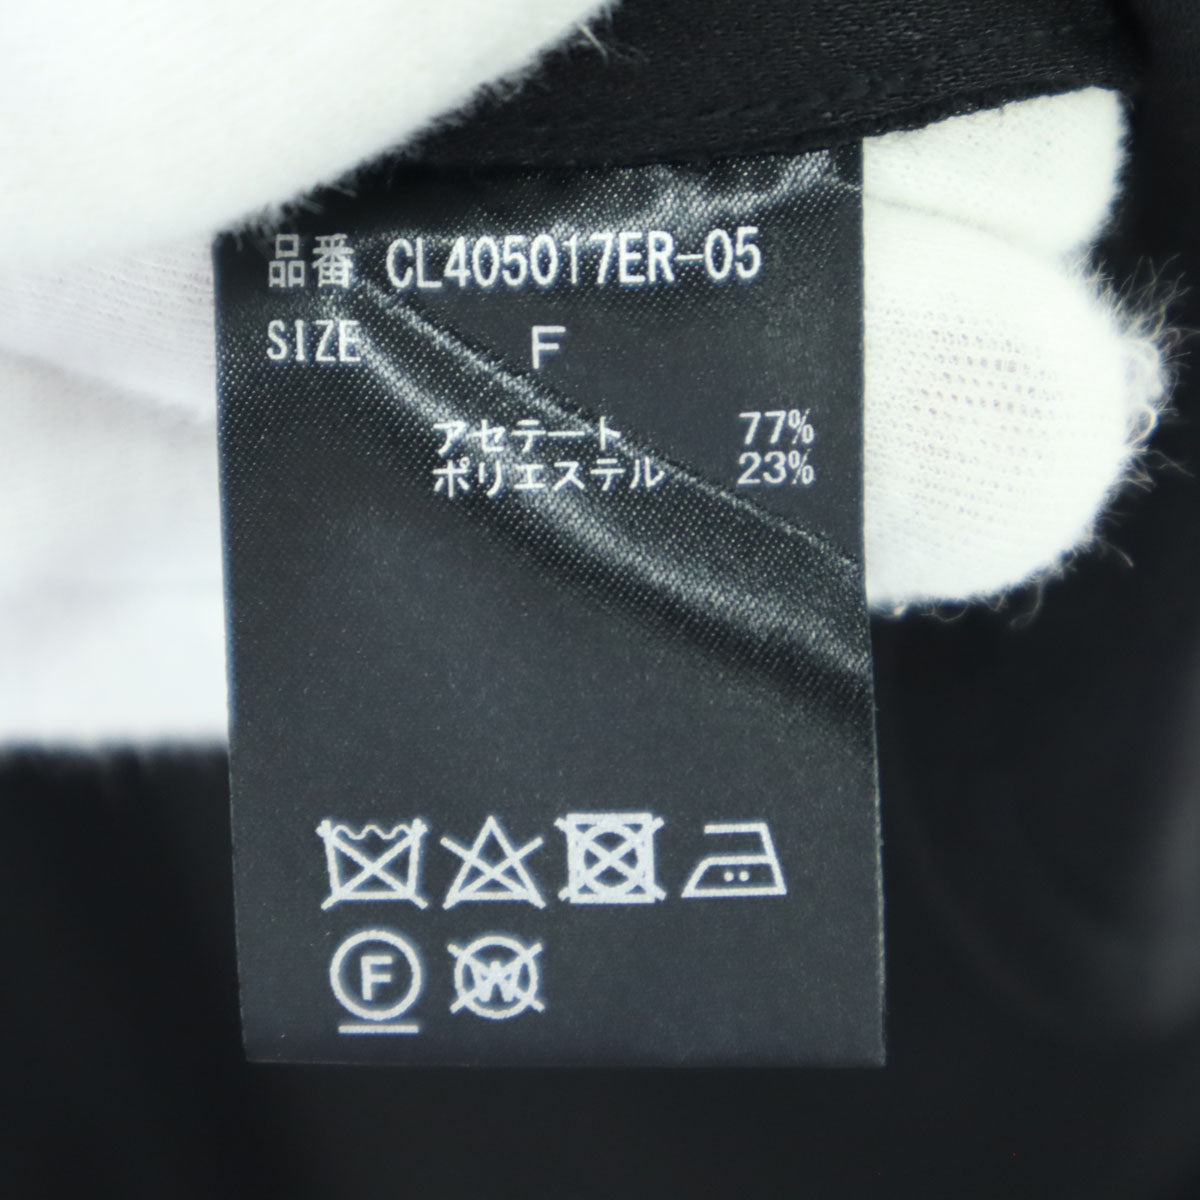 品番 CL405017ER-05
SIZE F
アセテート 77%
ポリエステル 23%
F W